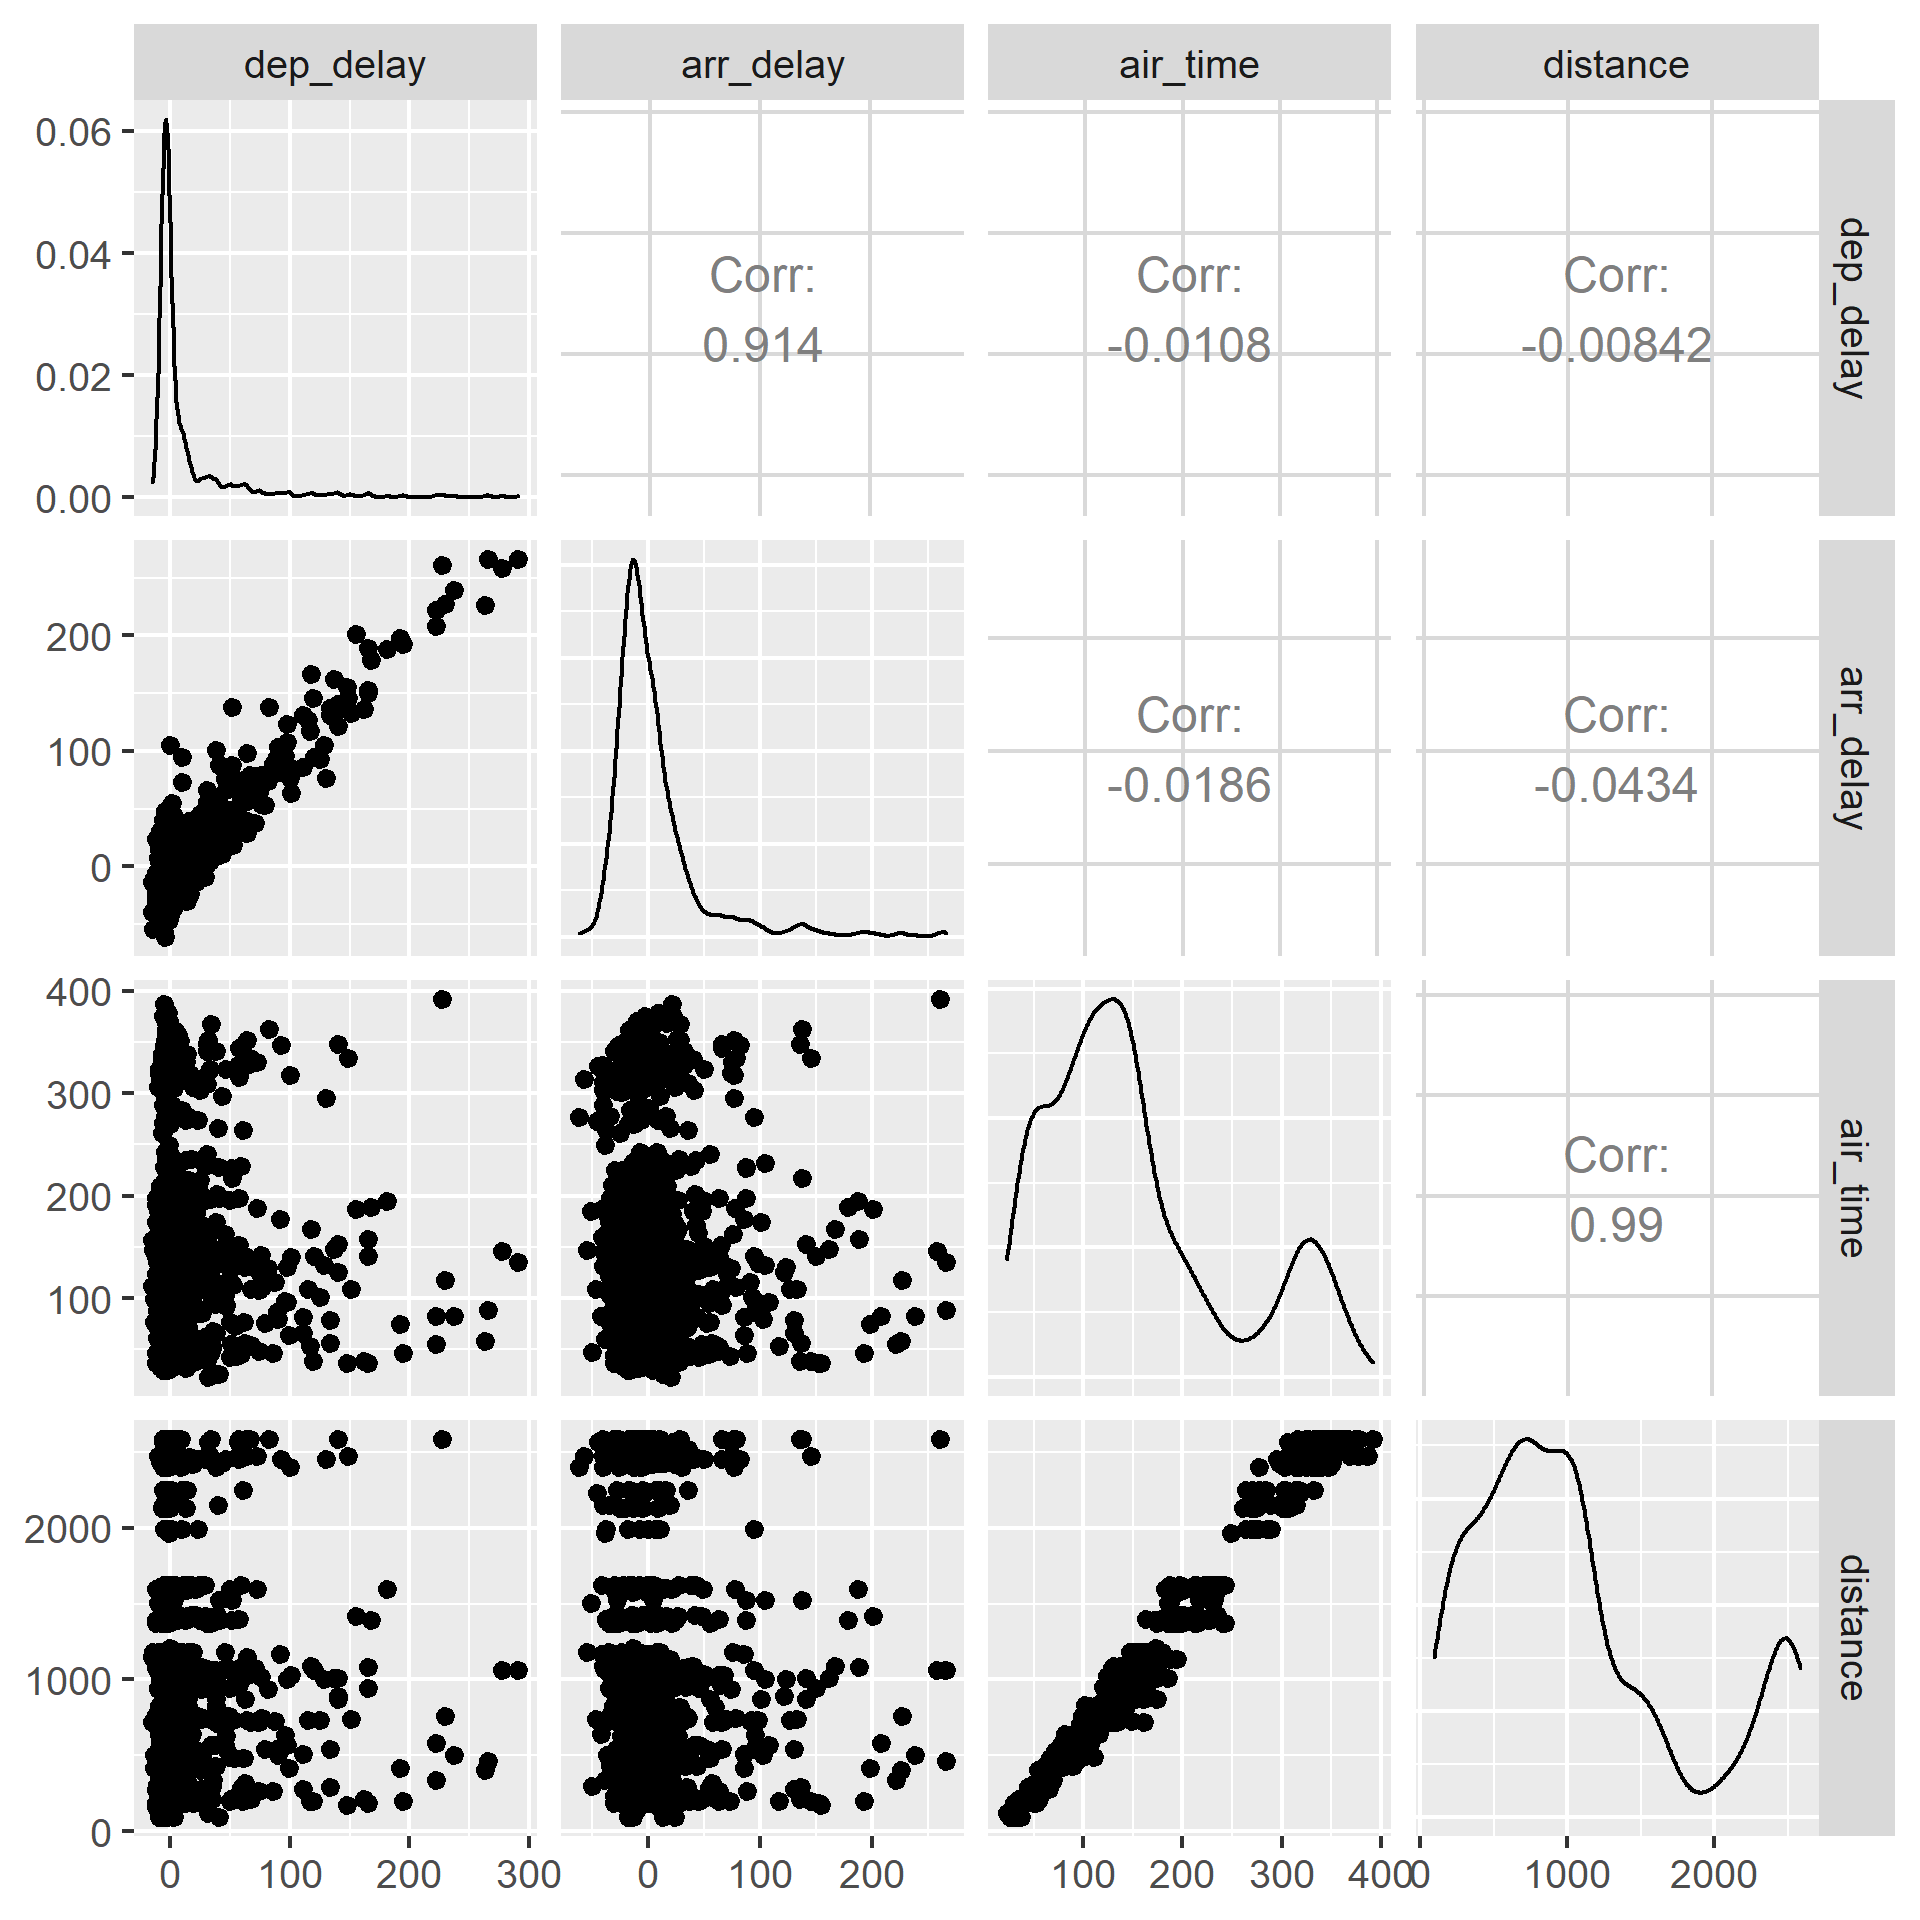 dep_delay
arr_delay
air_time
distance
0.06
0.04
0.02
0.00
Corr:
0.914
Corr:
-0.0108
Corr:
-0.00842
dep_delay
200
100
0
Corr:
-0.0186
Corr:
-0.0434
arr_delay
400
300
200
100
Corr:
0.99
air_time
2000
1000
0
distance
0 100 200 300
0 100 200
100 200 300 400
0 1000 2000